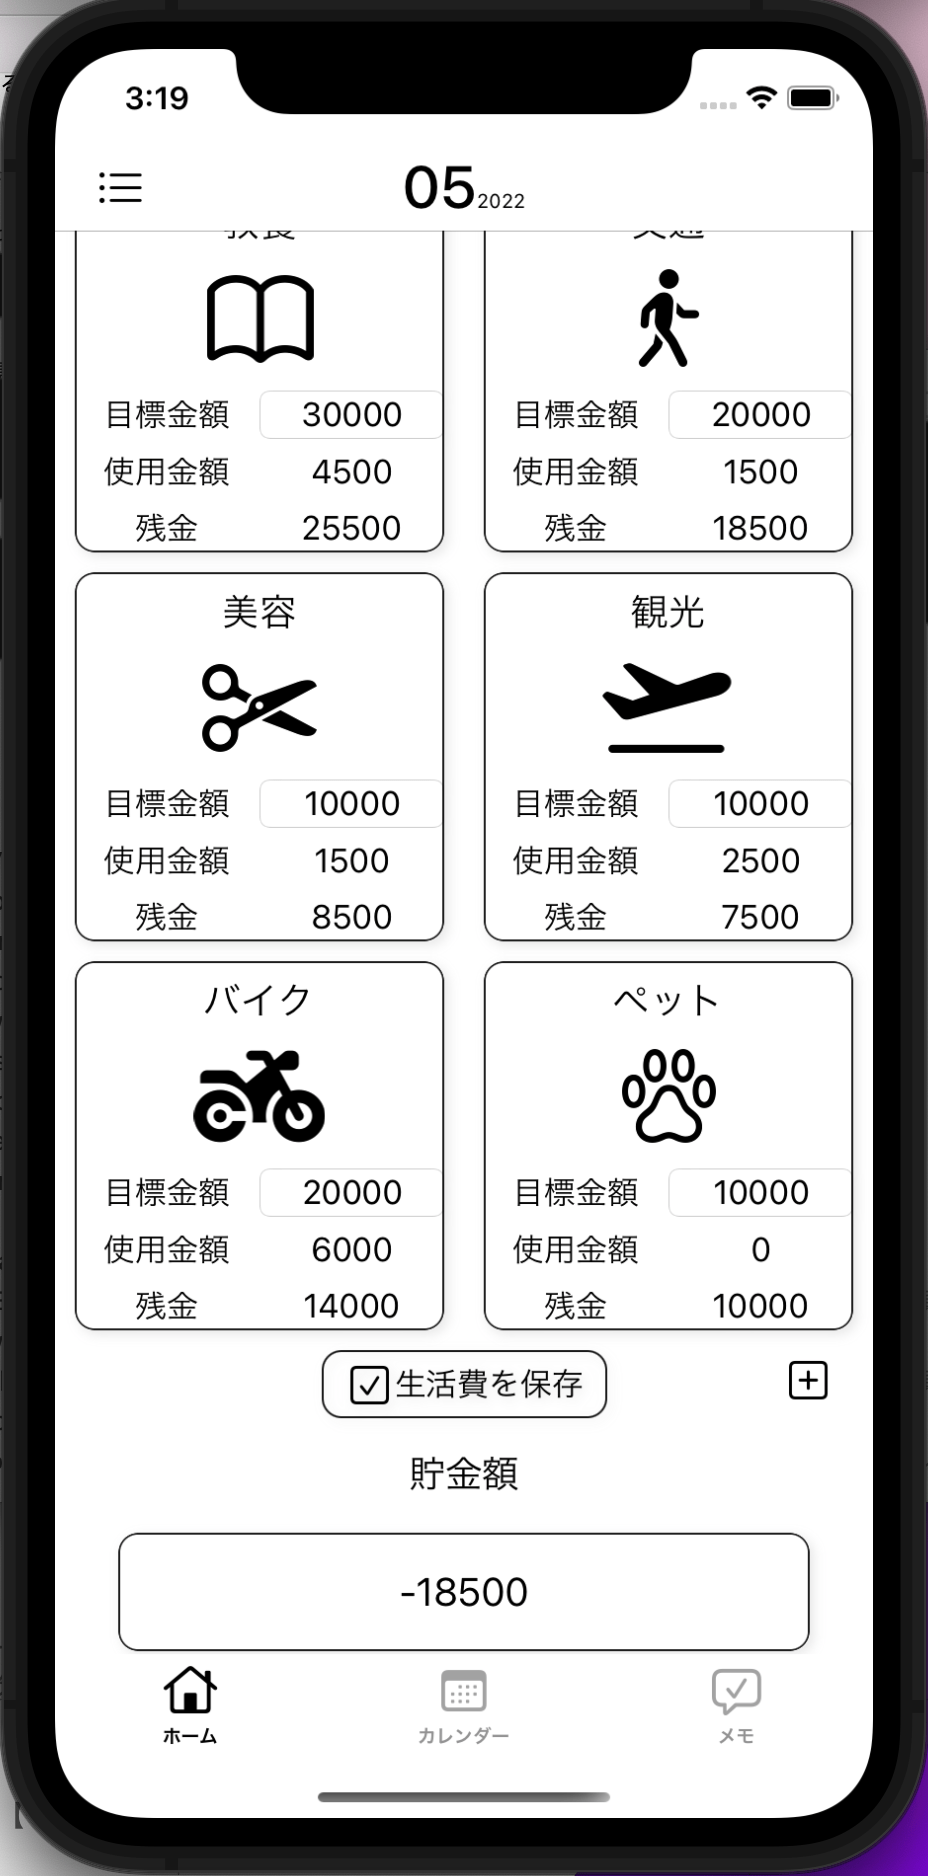 3:19
05 2022
目標金額 30000
使用金額 4500
残金 25500
目標金額 20000
使用金額 1500
残金 18500
美容
目標金額 10000
使用金額 1500
残金 8500
観光
目標金額 10000
使用金額 2500
残金 7500
バイク
目標金額 20000
使用金額 6000
残金 14000
ペット
目標金額 10000
使用金額 0
残金 10000
生活費を保存
貯金額
-18500
ホーム
カレンダー
メモ